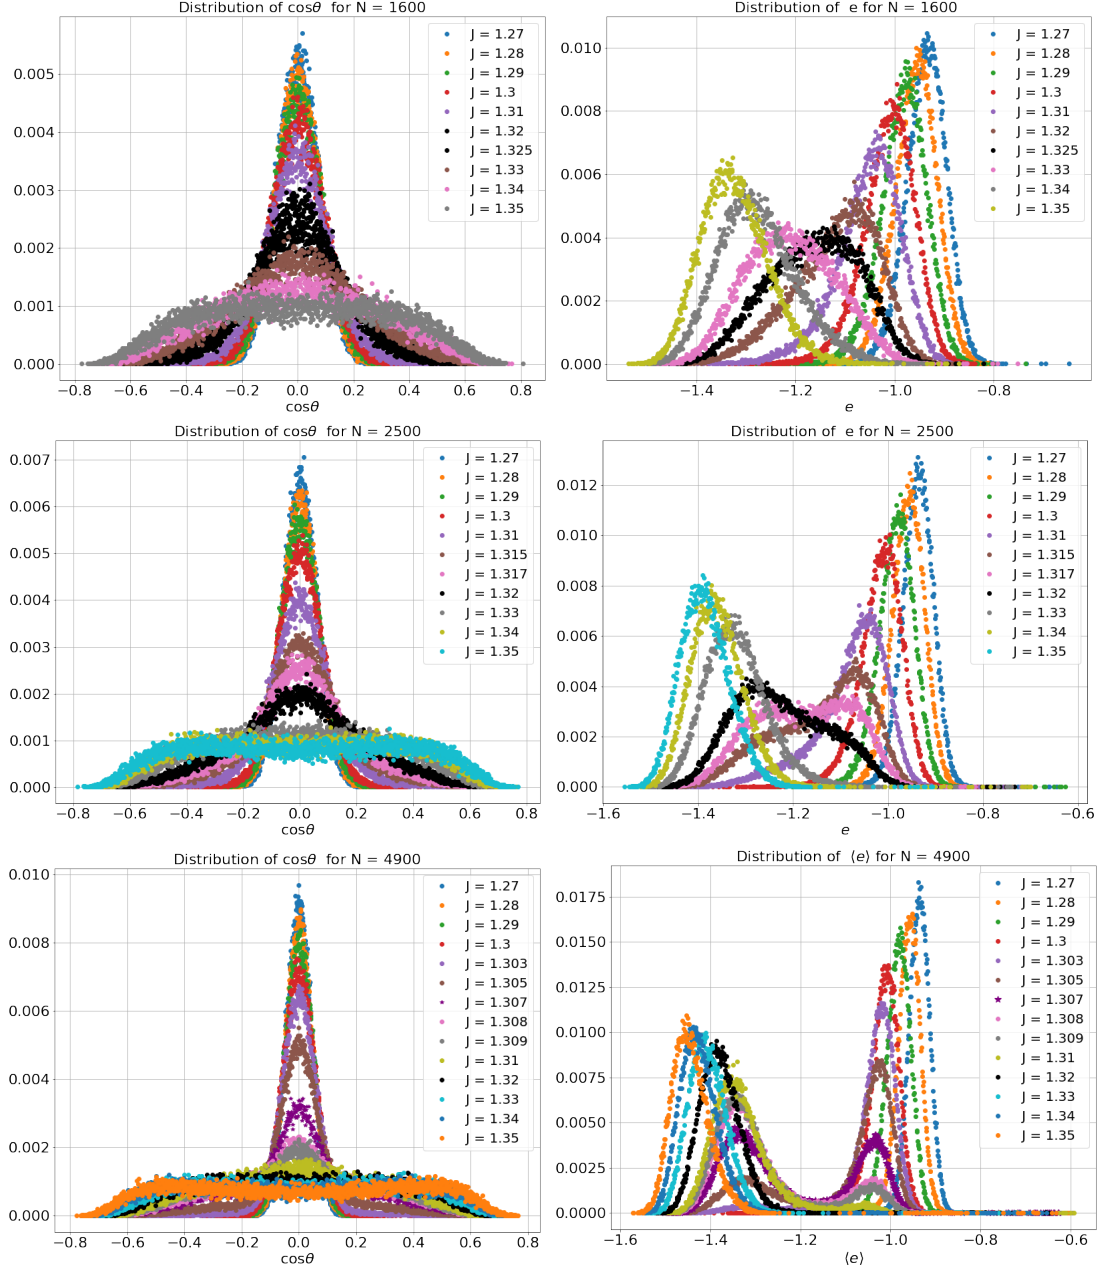 Distribution of cosθ for N = 1600
0.005
0.004
0.003
0.002
0.001
0.000
J = 1.27
J = 1.28
J = 1.29
J = 1.3
J = 1.31
J = 1.32
J = 1.325
J = 1.33
J = 1.34
J = 1.35
−0.8 −0.6 −0.4 −0.2 0.0 0.2 0.4 0.6 0.8
cosθ
Distribution of e for N = 1600
0.010
0.008
0.006
0.004
0.002
0.000
J = 1.27
J = 1.28
J = 1.29
J = 1.3
J = 1.31
J = 1.32
J = 1.325
J = 1.33
J = 1.34
J = 1.35
−1.4 −1.2 −1.0 −0.8
e
Distribution of cosθ for N = 2500
0.007
0.006
0.005
0.004
0.003
0.002
0.001
0.000
J = 1.27
J = 1.28
J = 1.29
J = 1.3
J = 1.31
J = 1.315
J = 1.317
J = 1.32
J = 1.33
J = 1.34
J = 1.35
−0.8 −0.6 −0.4 −0.2 0.0 0.2 0.4 0.6 0.8
cosθ
Distribution of e for N = 2500
0.012
0.010
0.008
0.006
0.004
0.002
0.000
J = 1.27
J = 1.28
J = 1.29
J = 1.3
J = 1.31
J = 1.315
J = 1.317
J = 1.32
J = 1.33
J = 1.34
J = 1.35
−1.6 −1.4 −1.2 −1.0 −0.8 −0.6
e
Distribution of cosθ for N = 4900
0.010
0.008
0.006
0.004
0.002
0.000
J = 1.27
J = 1.28
J = 1.29
J = 1.3
J = 1.303
J = 1.305
J = 1.307
J = 1.308
J = 1.309
J = 1.31
J = 1.32
J = 1.33
J = 1.34
J = 1.35
−0.8 −0.6 −0.4 −0.2 0.0 0.2 0.4 0.6 0.8
cosθ
Distribution of ⟨e⟩ for N = 4900
0.0175
0.0150
0.0125
0.0100
0.0075
0.0050
0.0025
0.0000
J = 1.27
J = 1.28
J = 1.29
J = 1.3
J = 1.303
J = 1.305
J = 1.307
J = 1.308
J = 1.309
J = 1.31
J = 1.32
J = 1.33
J = 1.34
J = 1.35
−1.6 −1.4 −1.2 −1.0 −0.8 −0.6
⟨e⟩